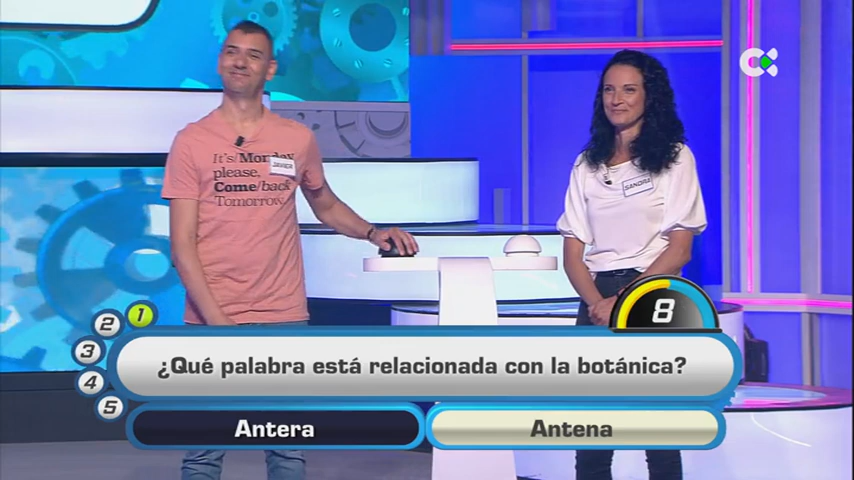 It's/Monday
please,
Come/back
Tomorrow.
SANDRA
8
1
2
3
4
5
¿Qué palabra está relacionada con la botánica?
Antera
Antena